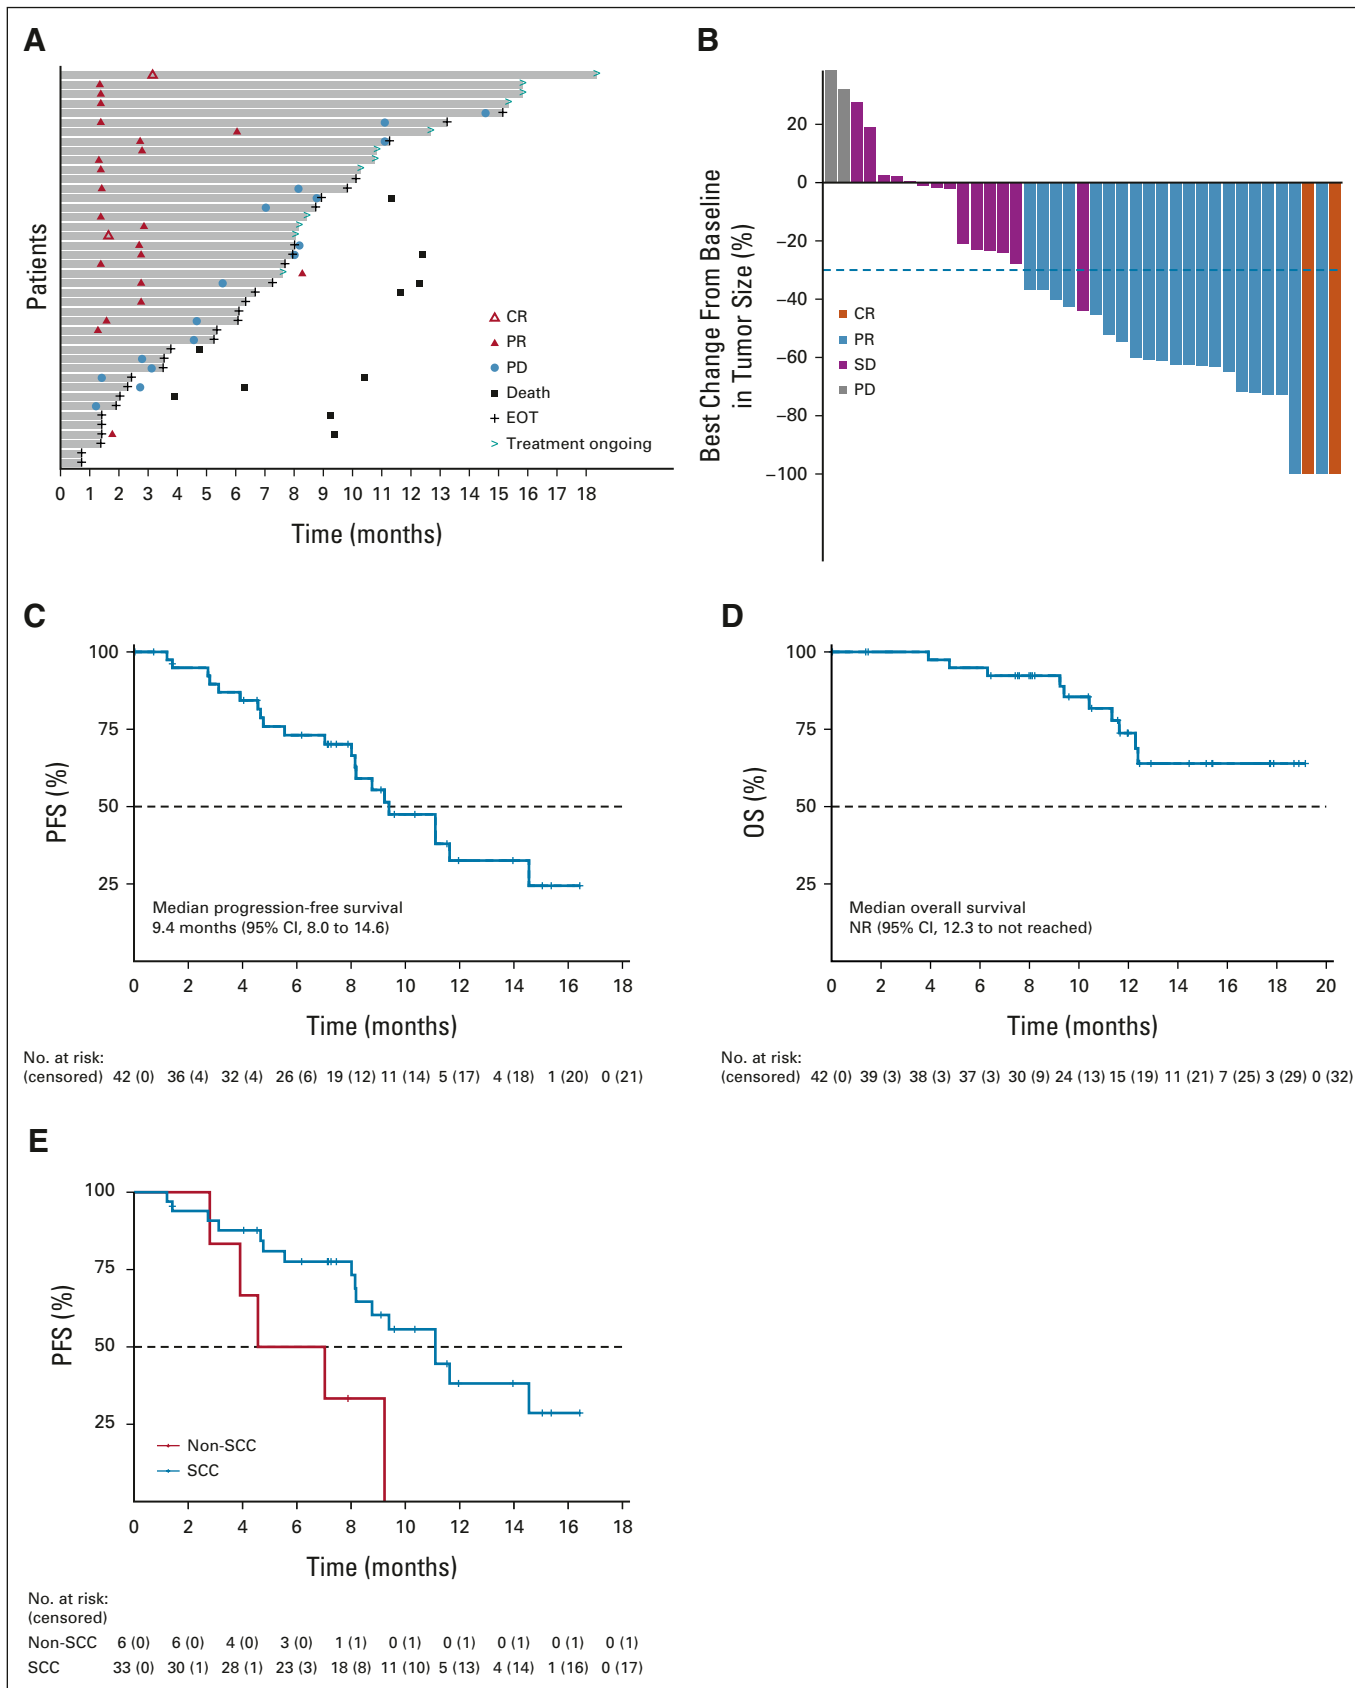 A
Patients
CR
PR
PD
Death
EOT
Treatment ongoing
0 1 2 3 4 5 6 7 8 9 10 11 12 13 14 15 16 17 18
Time (months)
B
Best Change From Baseline
in Tumor Size (%)
20
0
−20
−40
−60
−80
−100
CR
PR
SD
PD
C
PFS (%)
100
75
50
25
Median progression-free survival
9.4 months (95% CI, 8.0 to 14.6)
0 2 4 6 8 10 12 14 16 18
Time (months)
No. at risk:
(censored) 42 (0) 36 (4) 32 (4) 26 (6) 19 (12) 11 (14) 5 (17) 4 (18) 1 (20) 0 (21)
D
OS (%)
100
75
50
25
Median overall survival
NR (95% CI, 12.3 to not reached)
0 2 4 6 8 10 12 14 16 18 20
Time (months)
No. at risk:
(censored) 42 (0) 39 (3) 38 (3) 37 (3) 30 (9) 24 (13) 15 (19) 11 (21) 7 (25) 3 (29) 0 (32)
E
PFS (%)
100
75
50
25
Non-SCC
SCC
0 2 4 6 8 10 12 14 16 18
Time (months)
No. at risk:
(censored)
Non-SCC 6 (0) 6 (0) 4 (0) 3 (0) 1 (1) 0 (1) 0 (1) 0 (1) 0 (1) 0 (1)
SCC 33 (0) 30 (1) 28 (1) 23 (3) 18 (8) 11 (10) 5 (13) 4 (14) 1 (16) 0 (17)